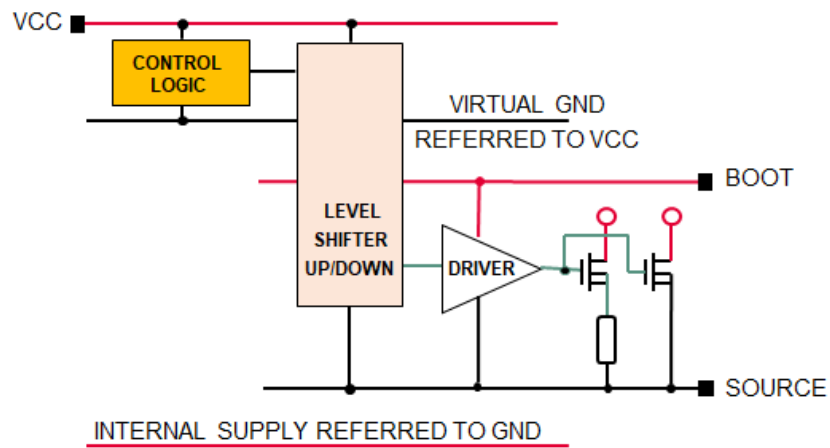 VCC
CONTROL
LOGIC
VIRTUAL GND
REFERRED TO VCC
BOOT
LEVEL
SHIFTER
UP/DOWN
DRIVER
SOURCE
INTERNAL SUPPLY REFERRED TO GND